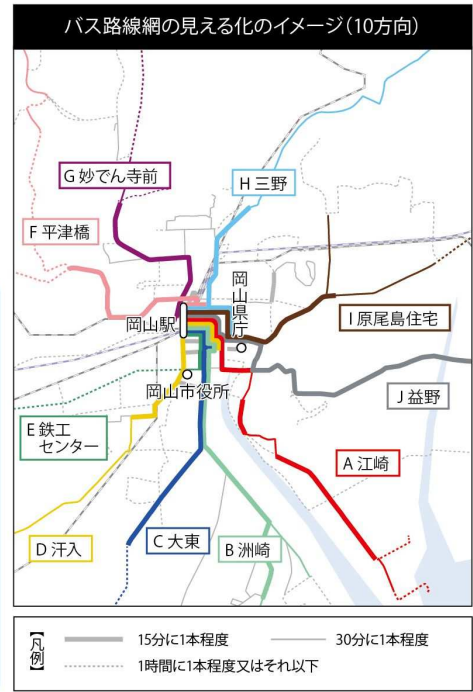 バス路線網の見える化のイメージ(10方向)
G 妙でん寺前
H 三野
F 平津橋
岡山県庁
岡山駅
I 原尾島住宅
岡山市役所
J 益野
E 鉄工
センター
A 江崎
C 大東
B 洲崎
D 汗入
【凡例】
15分に1本程度
30分に1本程度
1時間に1本程度又はそれ以下